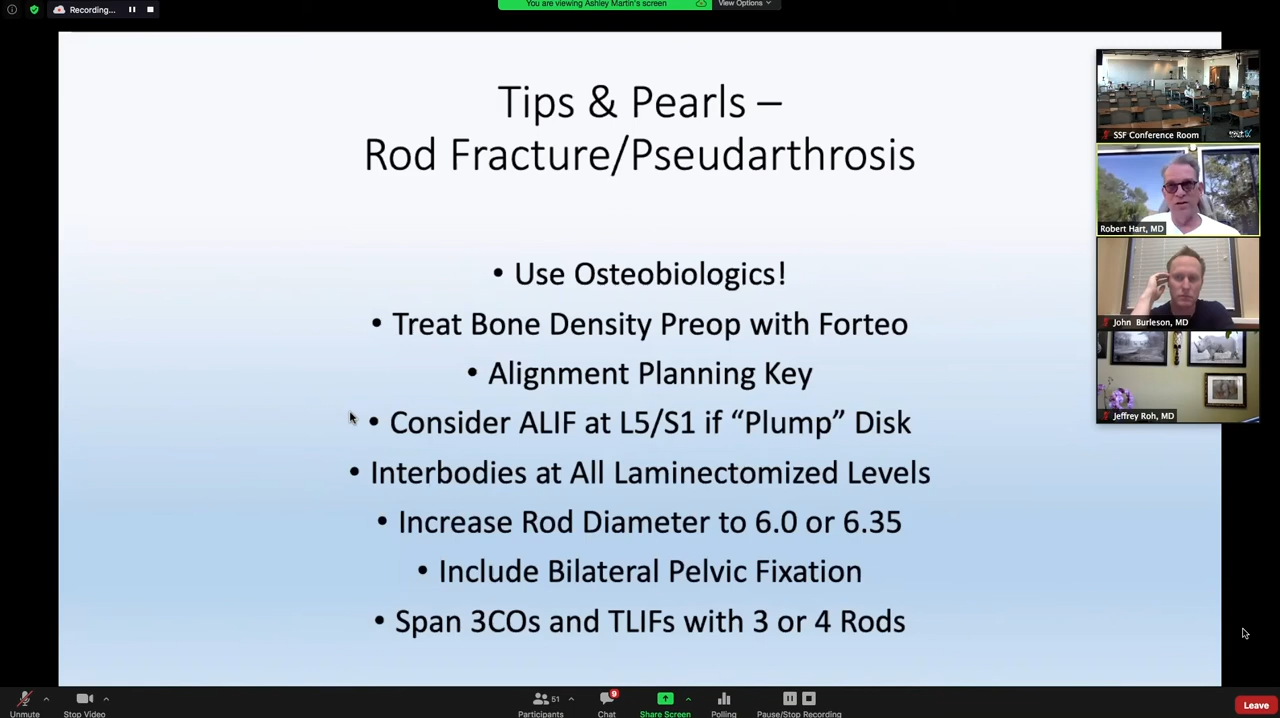 Recording...
You are viewing Ashley Martin's screen
View Options
Tips & Pearls –
Rod Fracture/Pseudarthrosis
• Use Osteobiologics!
• Treat Bone Density Preop with Forteo
• Alignment Planning Key
• Consider ALIF at L5/S1 if “Plump” Disk
• Interbodies at All Laminectomized Levels
• Increase Rod Diameter to 6.0 or 6.35
• Include Bilateral Pelvic Fixation
• Span 3COs and TLIFs with 3 or 4 Rods
SSF Conference Room
Robert Hart, MD
John Burleson, MD
Jeffrey Roh, MD
Unmute
Stop Video
51
Participants
9
Chat
Share Screen
Polling
Pause/Stop Recording
Leave